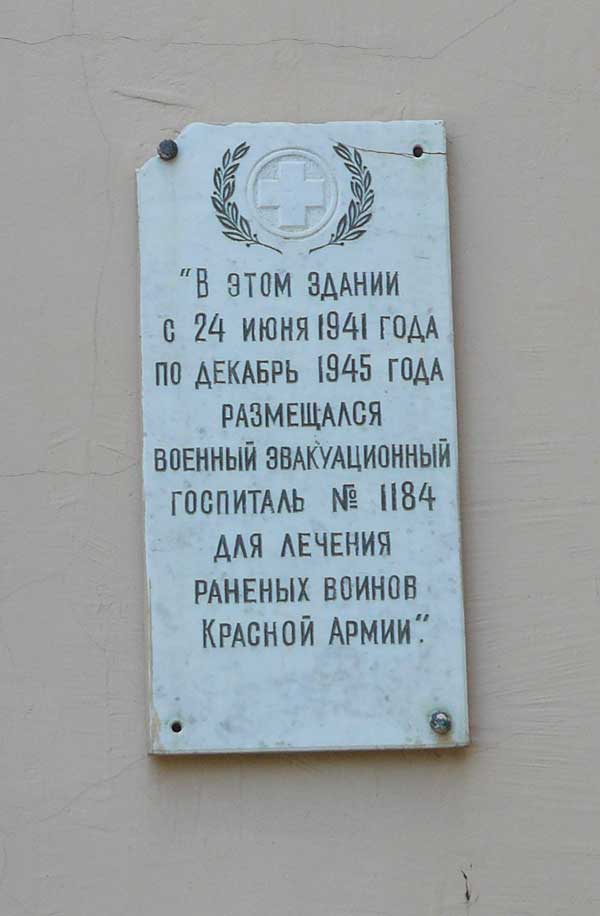 "В ЭТОМ ЗДАНИИ
С 24 ИЮНЯ 1941 ГОДА
ПО ДЕКАБРЬ 1945 ГОДА
РАЗМЕЩАЛСЯ
ВОЕННЫЙ ЭВАКУАЦИОННЫЙ
ГОСПИТАЛЬ № 1184
ДЛЯ ЛЕЧЕНИЯ
РАНЕНЫХ ВОИНОВ
КРАСНОЙ АРМИИ".